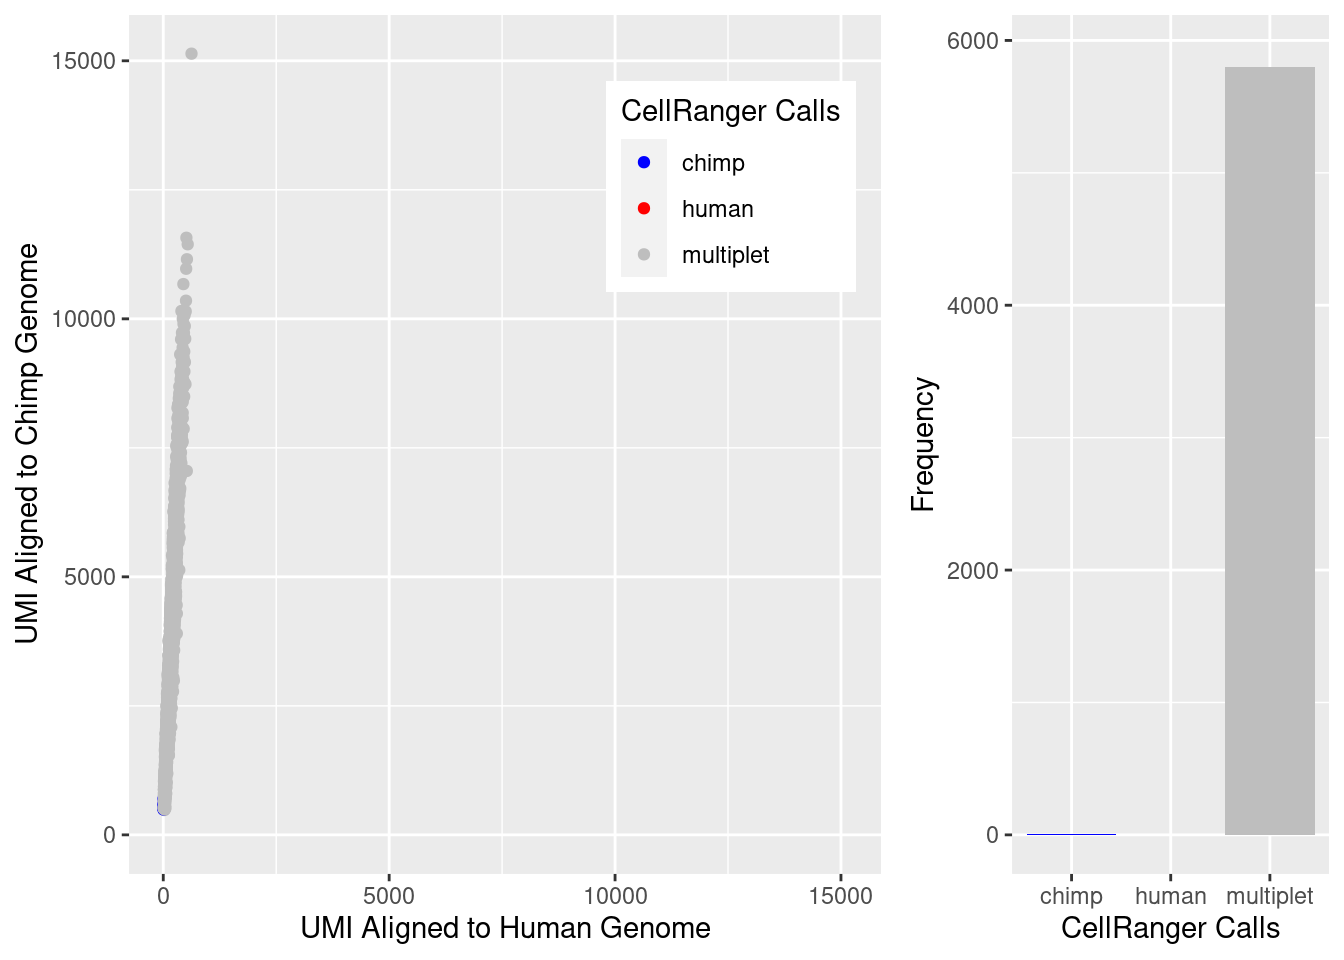 UMI Aligned to Chimp Genome
15000
10000
5000
0
0
5000
10000
15000
UMI Aligned to Human Genome
CellRanger Calls
chimp
human
multiplet
Frequency
6000
4000
2000
0
chimp
human
multiplet
CellRanger Calls